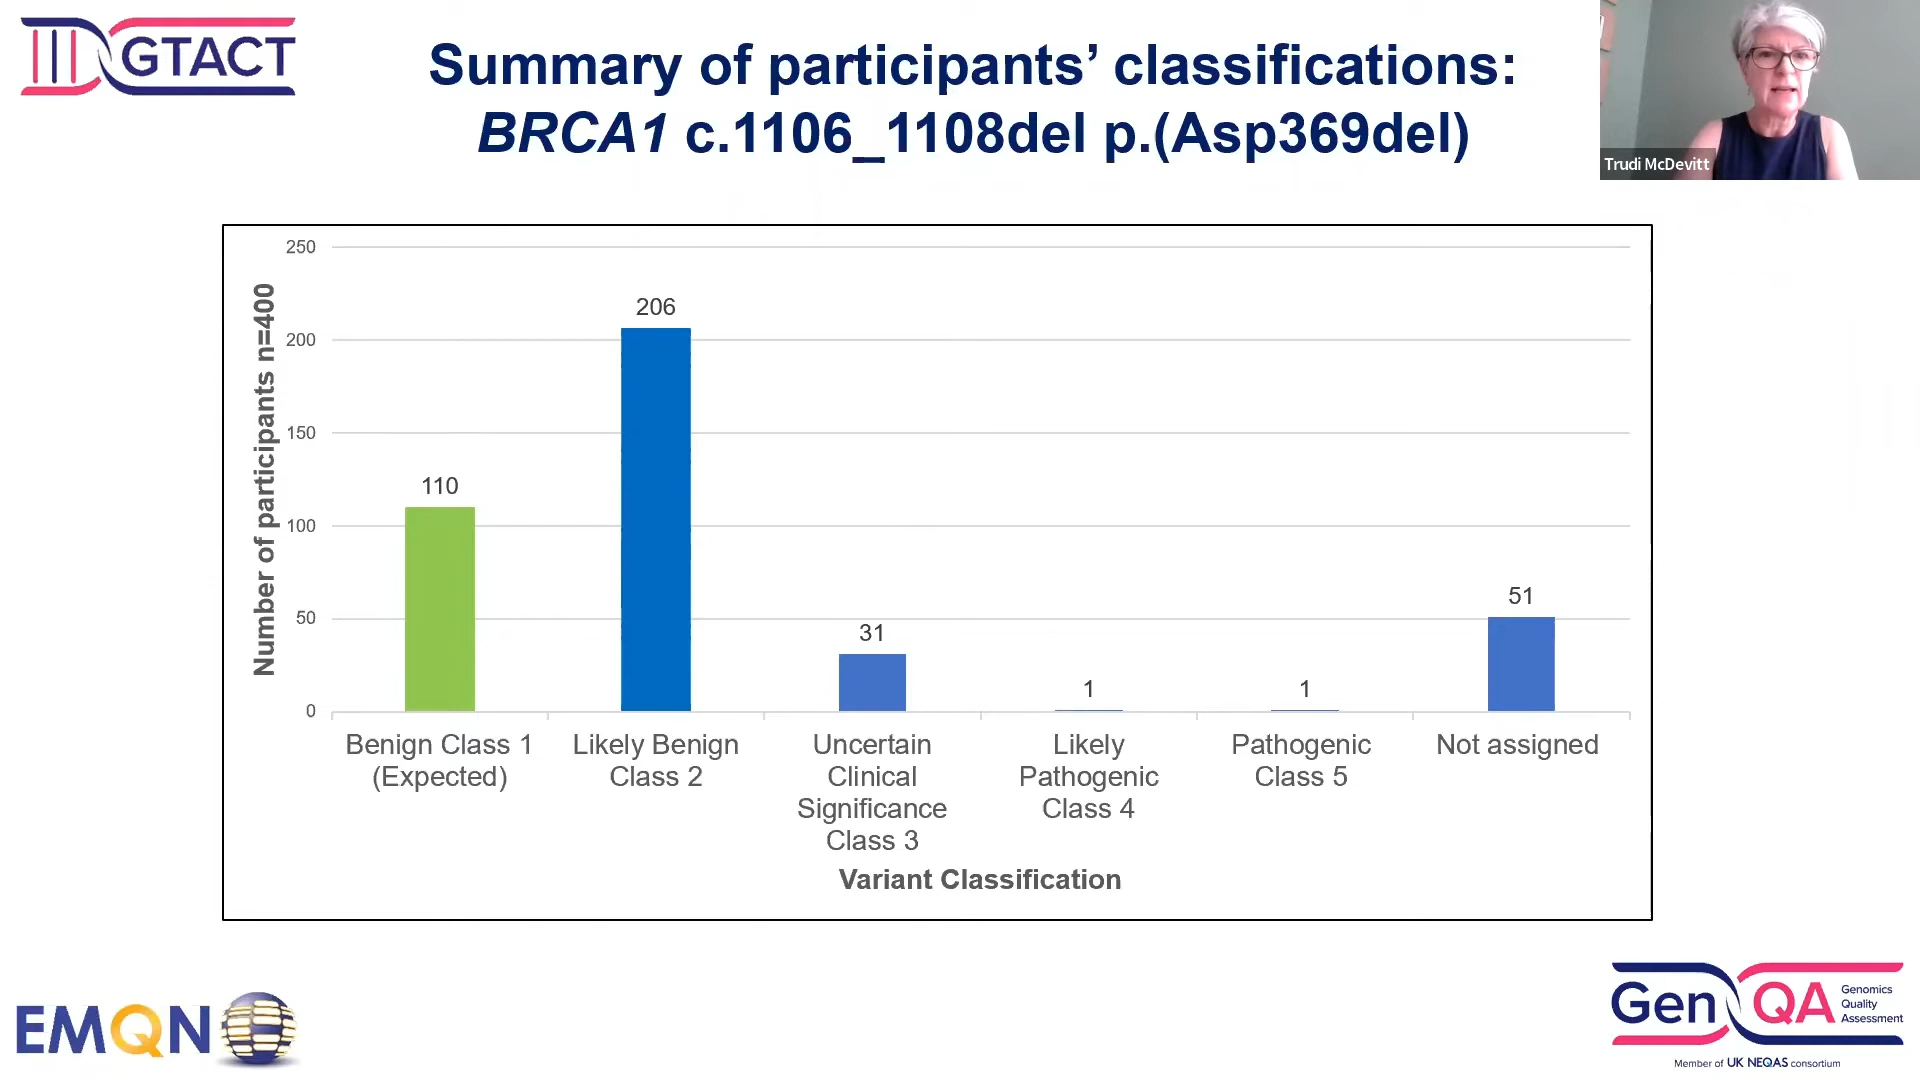 GTACT
Summary of participants’ classifications:
BRCA1 c.1106_1108del p.(Asp369del)
Trudi McDevitt
Number of participants n=400
250
200
150
100
50
0
110
206
31
1
1
51
Benign Class 1
(Expected)
Likely Benign
Class 2
Uncertain
Clinical
Significance
Class 3
Likely
Pathogenic
Class 4
Pathogenic
Class 5
Not assigned
Variant Classification
EMQN
GenQA
Genomics
Quality
Assessment
Member of UK NEQAS consortium